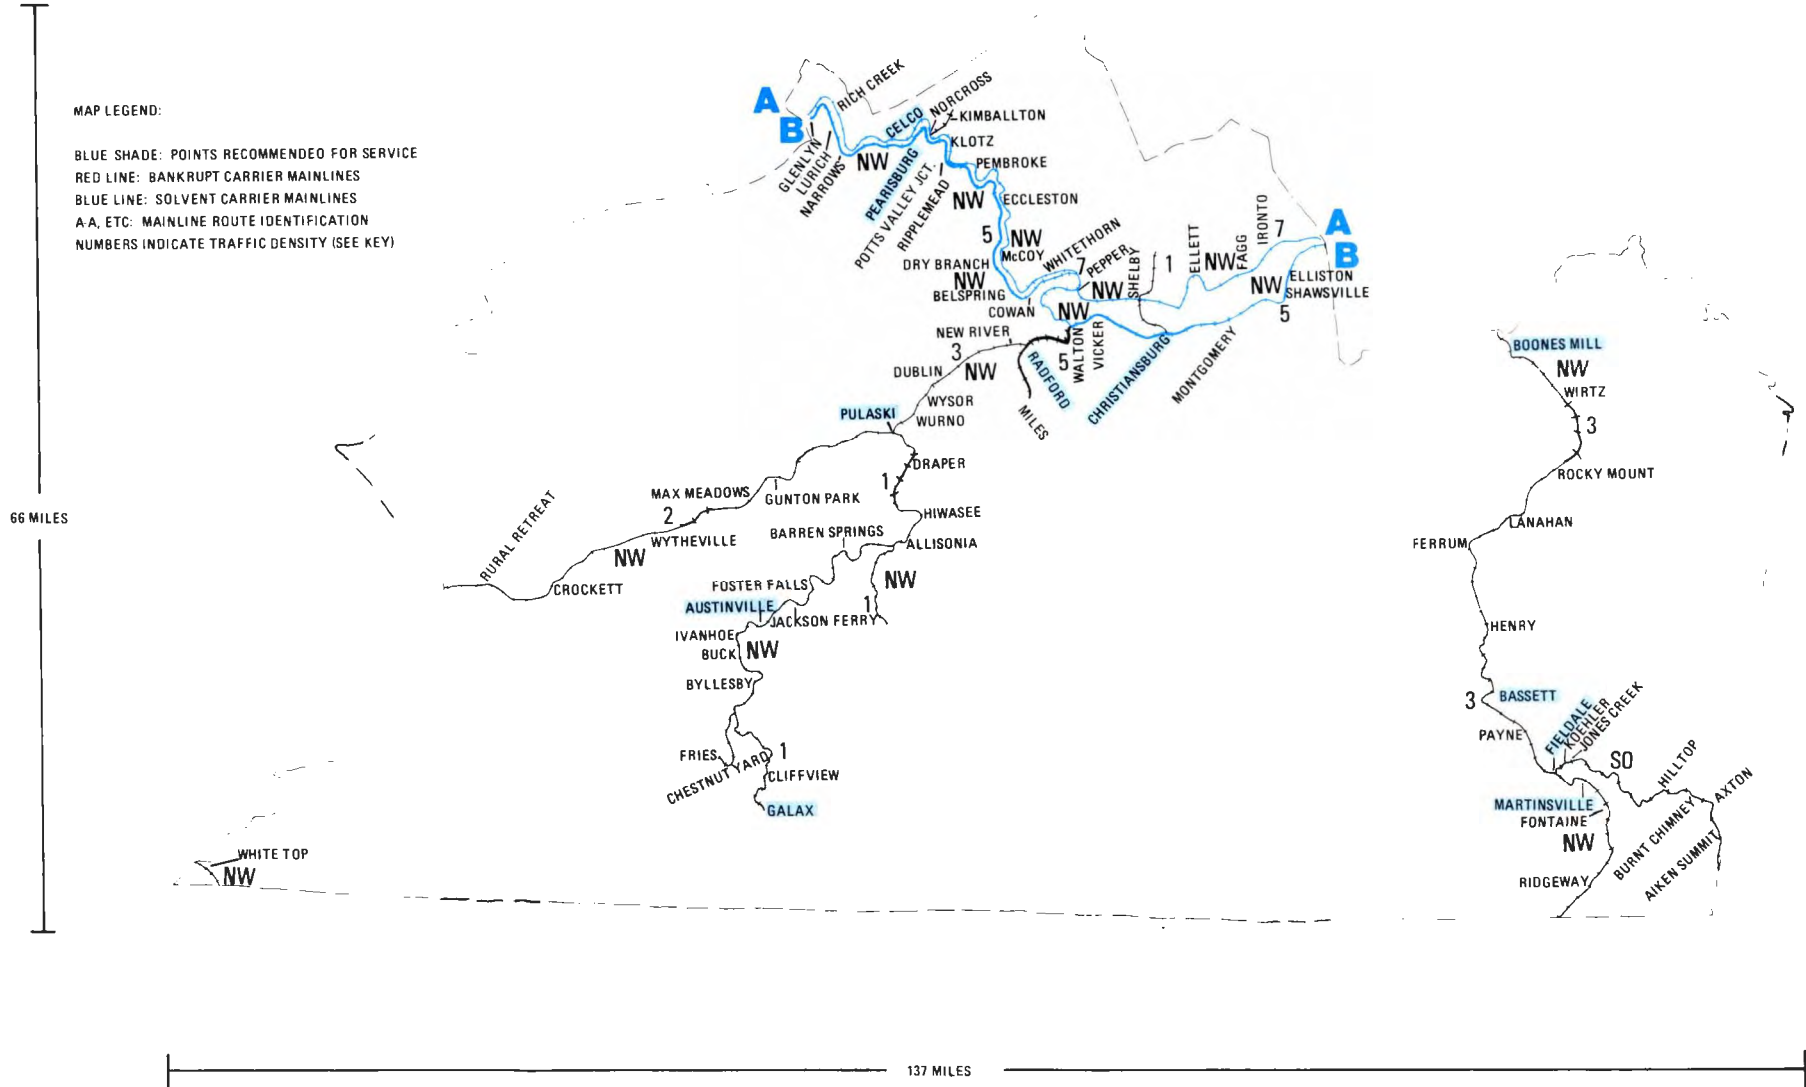 MAP LEGEND:
BLUE SHADE: POINTS RECOMMENDED FOR SERVICE
RED LINE: BANKRUPT CARRIER MAINLINES
BLUE LINE: SOLVENT CARRIER MAINLINES
A-A, ETC: MAINLINE ROUTE IDENTIFICATION
NUMBERS INDICATE TRAFFIC DENSITY (SEE KEY)
66 MILES
A
B
RICH CREEK
GLENLYN
LURICH
NARROWS
NW
CELCO
PEARISBURG
NORCROSS
KIMBALLTON
KLOTZ
POTTS VALLEY JCT.
RIPPLEMEAD
PEMBROKE
NW
ECCLESTON
5
NW
McCOY
DRY BRANCH
NW
BELSPRING
COWAN
WHITETHORN
7
PEPPER
NW
NW
SHELBY
1
ELLETT
NW
FAGG
IRONTO
7
A
B
NW
ELLISTON
SHAWSVILLE
5
NEW RIVER
3
NW
DUBLIN
WYSOR
WURNO
MILES
RADFORD
5
WALTON
VICKER
CHRISTIANSBURG
MONTGOMERY
PULASKI
DRAPER
1
HIWASEE
ALLISONIA
MAX MEADOWS
GUNTON PARK
2
WYTHEVILLE
NW
RURAL RETREAT
CROCKETT
BARREN SPRINGS
FOSTER FALLS
NW
1
AUSTINVILLE
JACKSON FERRY
IVANHOE
BUCK
NW
BYLLESBY
FRIES
CHESTNUT YARD
1
CLIFFVIEW
GALAX
WHITE TOP
NW
BOONES MILL
NW
WIRTZ
3
ROCKY MOUNT
LANAHAN
FERRUM
HENRY
3
BASSETT
PAYNE
FIELDALE
KOEHLER
JONES CREEK
SO
HILLTOP
AXTON
MARTINSVILLE
FONTAINE
NW
BURNT CHIMNEY
AIKEN SUMMIT
RIDGEWAY
137 MILES